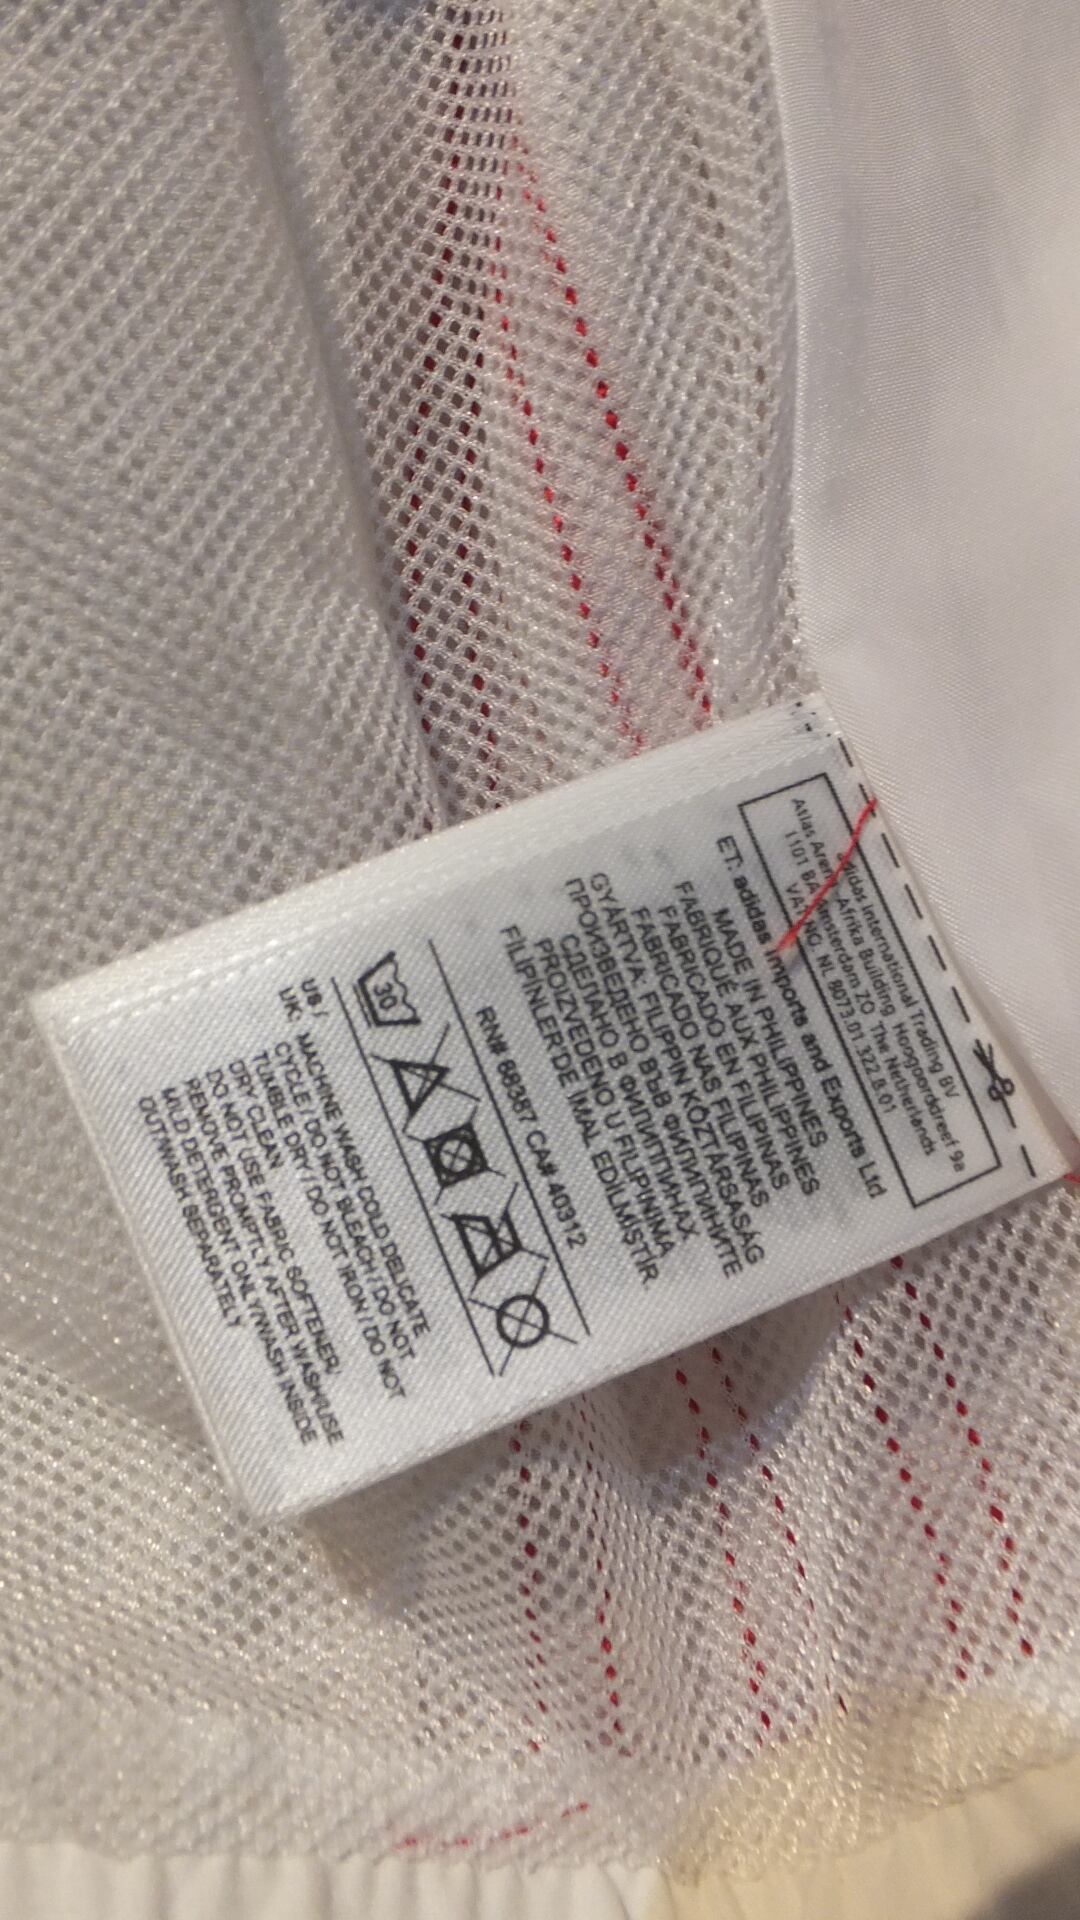 adidas International Trading BV
Atlas Arena, Afrika Building, Hoogoorddreef 9a
1101 BA Amsterdam ZO The Netherlands
VAT NO. NL 8073.01.322.B.01
ET: adidas Imports and Exports Ltd
MADE IN PHILIPPINES
FABRIQUÉ AUX PHILIPPINES
FABRICADO EN FILIPINAS
FABRICADO NAS FILIPINAS
GYÁRTVA: FILIPPIN KÖZTÁRSASÁG
ПРОИЗВЕДЕНО ВЪВ ФИЛИПИНИТЕ
СДЕЛАНО В ФИЛИППИНАХ
PROIZVEDENO U FILIPINIMA
FİLİPİNLER'DE İMAL EDİLMİŞTİR.
RN# 88387 CA# 40312
30
US /
UK: MACHINE WASH COLD DELICATE
CYCLE / DO NOT BLEACH / DO NOT
TUMBLE DRY / DO NOT IRON / DO NOT
DRY CLEAN
DO NOT USE FABRIC SOFTENER/
REMOVE PROMPTLY AFTER WASH/USE
MILD DETERGENT ONLY/WASH INSIDE
OUT/WASH SEPARATELY